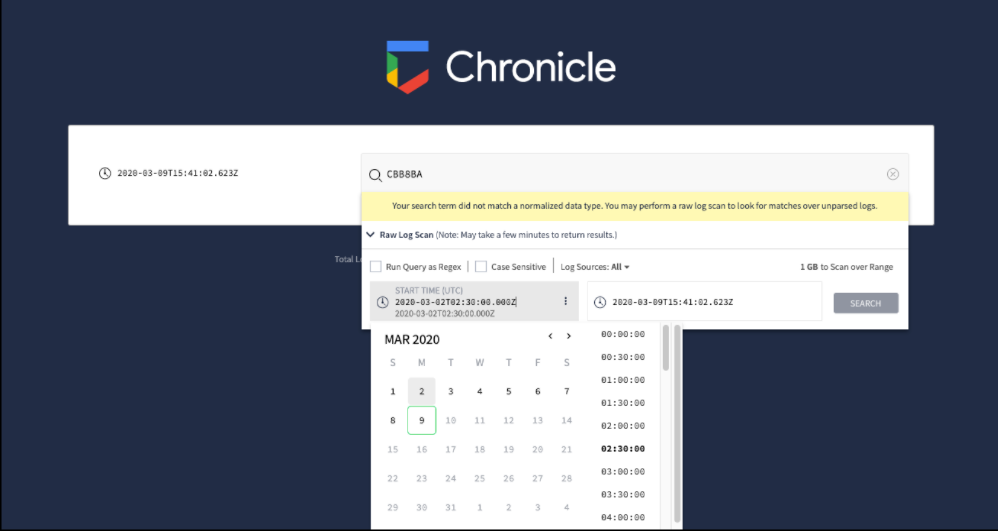 Chronicle
2020-03-09T15:41:02.623Z
CBB8BA
Your search term did not match a normalized data type. You may perform a raw log scan to look for matches over unparsed logs.
Raw Log Scan (Note: May take a few minutes to return results.)
Total L
Run Query as Regex Case Sensitive Log Sources: All 1 GB to Scan over Range
START TIME (UTC)
2020-03-02T02:30:00.000Z 2020-03-09T15:41:02.623Z SEARCH
2020-03-02T02:30:00.000Z
MAR 2020 < > 00:00:00
S M T W T F S 00:30:00
01:00:00
1 2 3 4 5 6 7 01:30:00
8 9 10 11 12 13 14 02:00:00
15 16 17 18 19 20 21 02:30:00
03:00:00
22 23 24 25 26 27 28 03:30:00
29 30 31 1 2 3 4 04:00:00